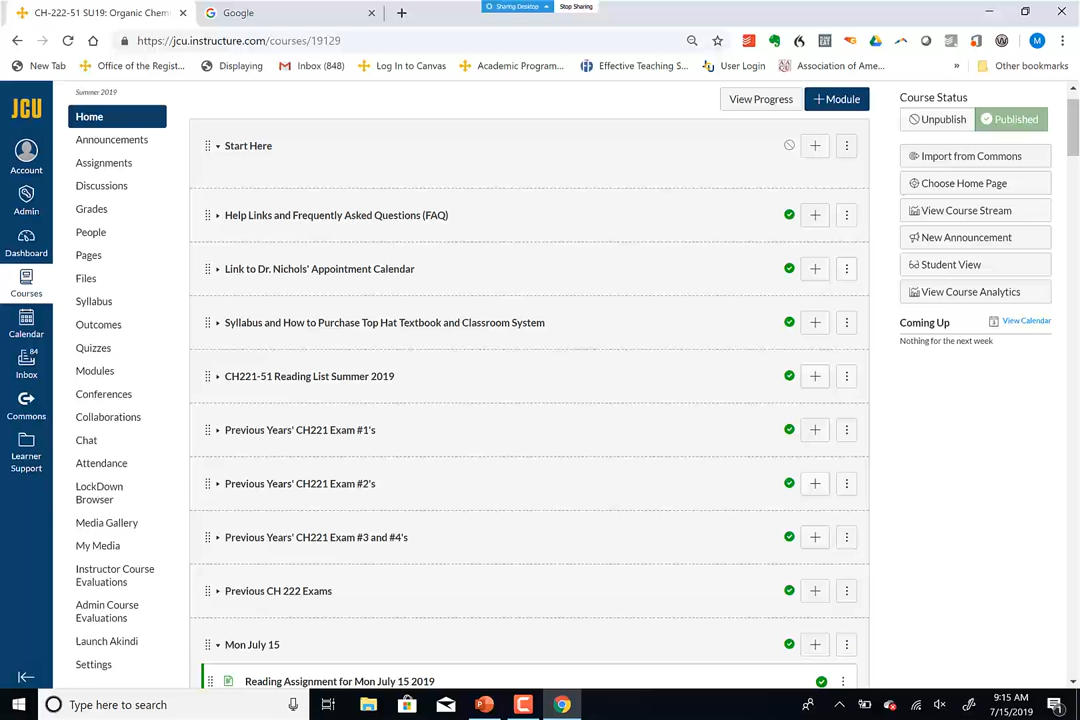 CH-222-51 SU19: Organic Chem
Google
Sharing Desktop
Stop Sharing
https://jcu.instructure.com/courses/19129
New Tab
Office of the Regist...
Displaying
Inbox (848)
Log In to Canvas
Academic Program...
Effective Teaching S...
User Login
Association of Ame...
»
Other bookmarks
JCU
Account
Admin
Dashboard
Courses
Calendar
84
Inbox
Commons
Learner
Support
Summer 2019
Home
Announcements
Assignments
Discussions
Grades
People
Pages
Files
Syllabus
Outcomes
Quizzes
Modules
Conferences
Collaborations
Chat
Attendance
LockDown
Browser
Media Gallery
My Media
Instructor Course
Evaluations
Admin Course
Evaluations
Launch Akindi
Settings
View Progress
+ Module
Start Here
Help Links and Frequently Asked Questions (FAQ)
Link to Dr. Nichols' Appointment Calendar
Syllabus and How to Purchase Top Hat Textbook and Classroom System
CH221-51 Reading List Summer 2019
Previous Years' CH221 Exam #1's
Previous Years' CH221 Exam #2's
Previous Years' CH221 Exam #3 and #4's
Previous CH 222 Exams
Mon July 15
Reading Assignment for Mon July 15 2019
Course Status
Unpublish
Published
Import from Commons
Choose Home Page
View Course Stream
New Announcement
Student View
View Course Analytics
Coming Up
View Calendar
Nothing for the next week
Type here to search
9:15 AM
7/15/2019